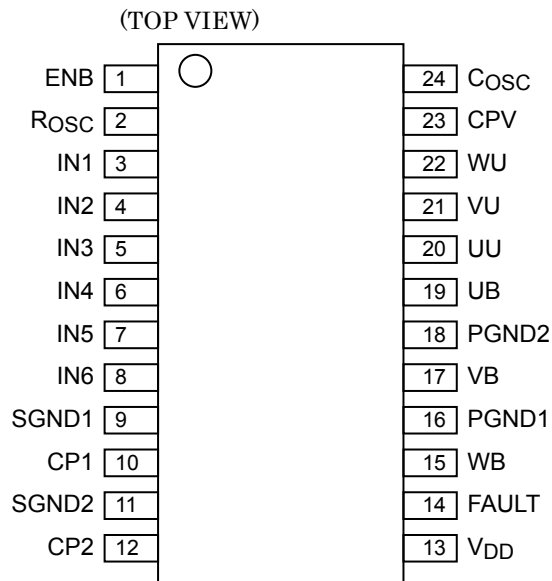 (TOP VIEW)
ENB 1 24 COSC
ROSC 2 23 CPV
IN1 3 22 WU
IN2 4 21 VU
IN3 5 20 UU
IN4 6 19 UB
IN5 7 18 PGND2
IN6 8 17 VB
SGND1 9 16 PGND1
CP1 10 15 WB
SGND2 11 14 FAULT
CP2 12 13 VDD